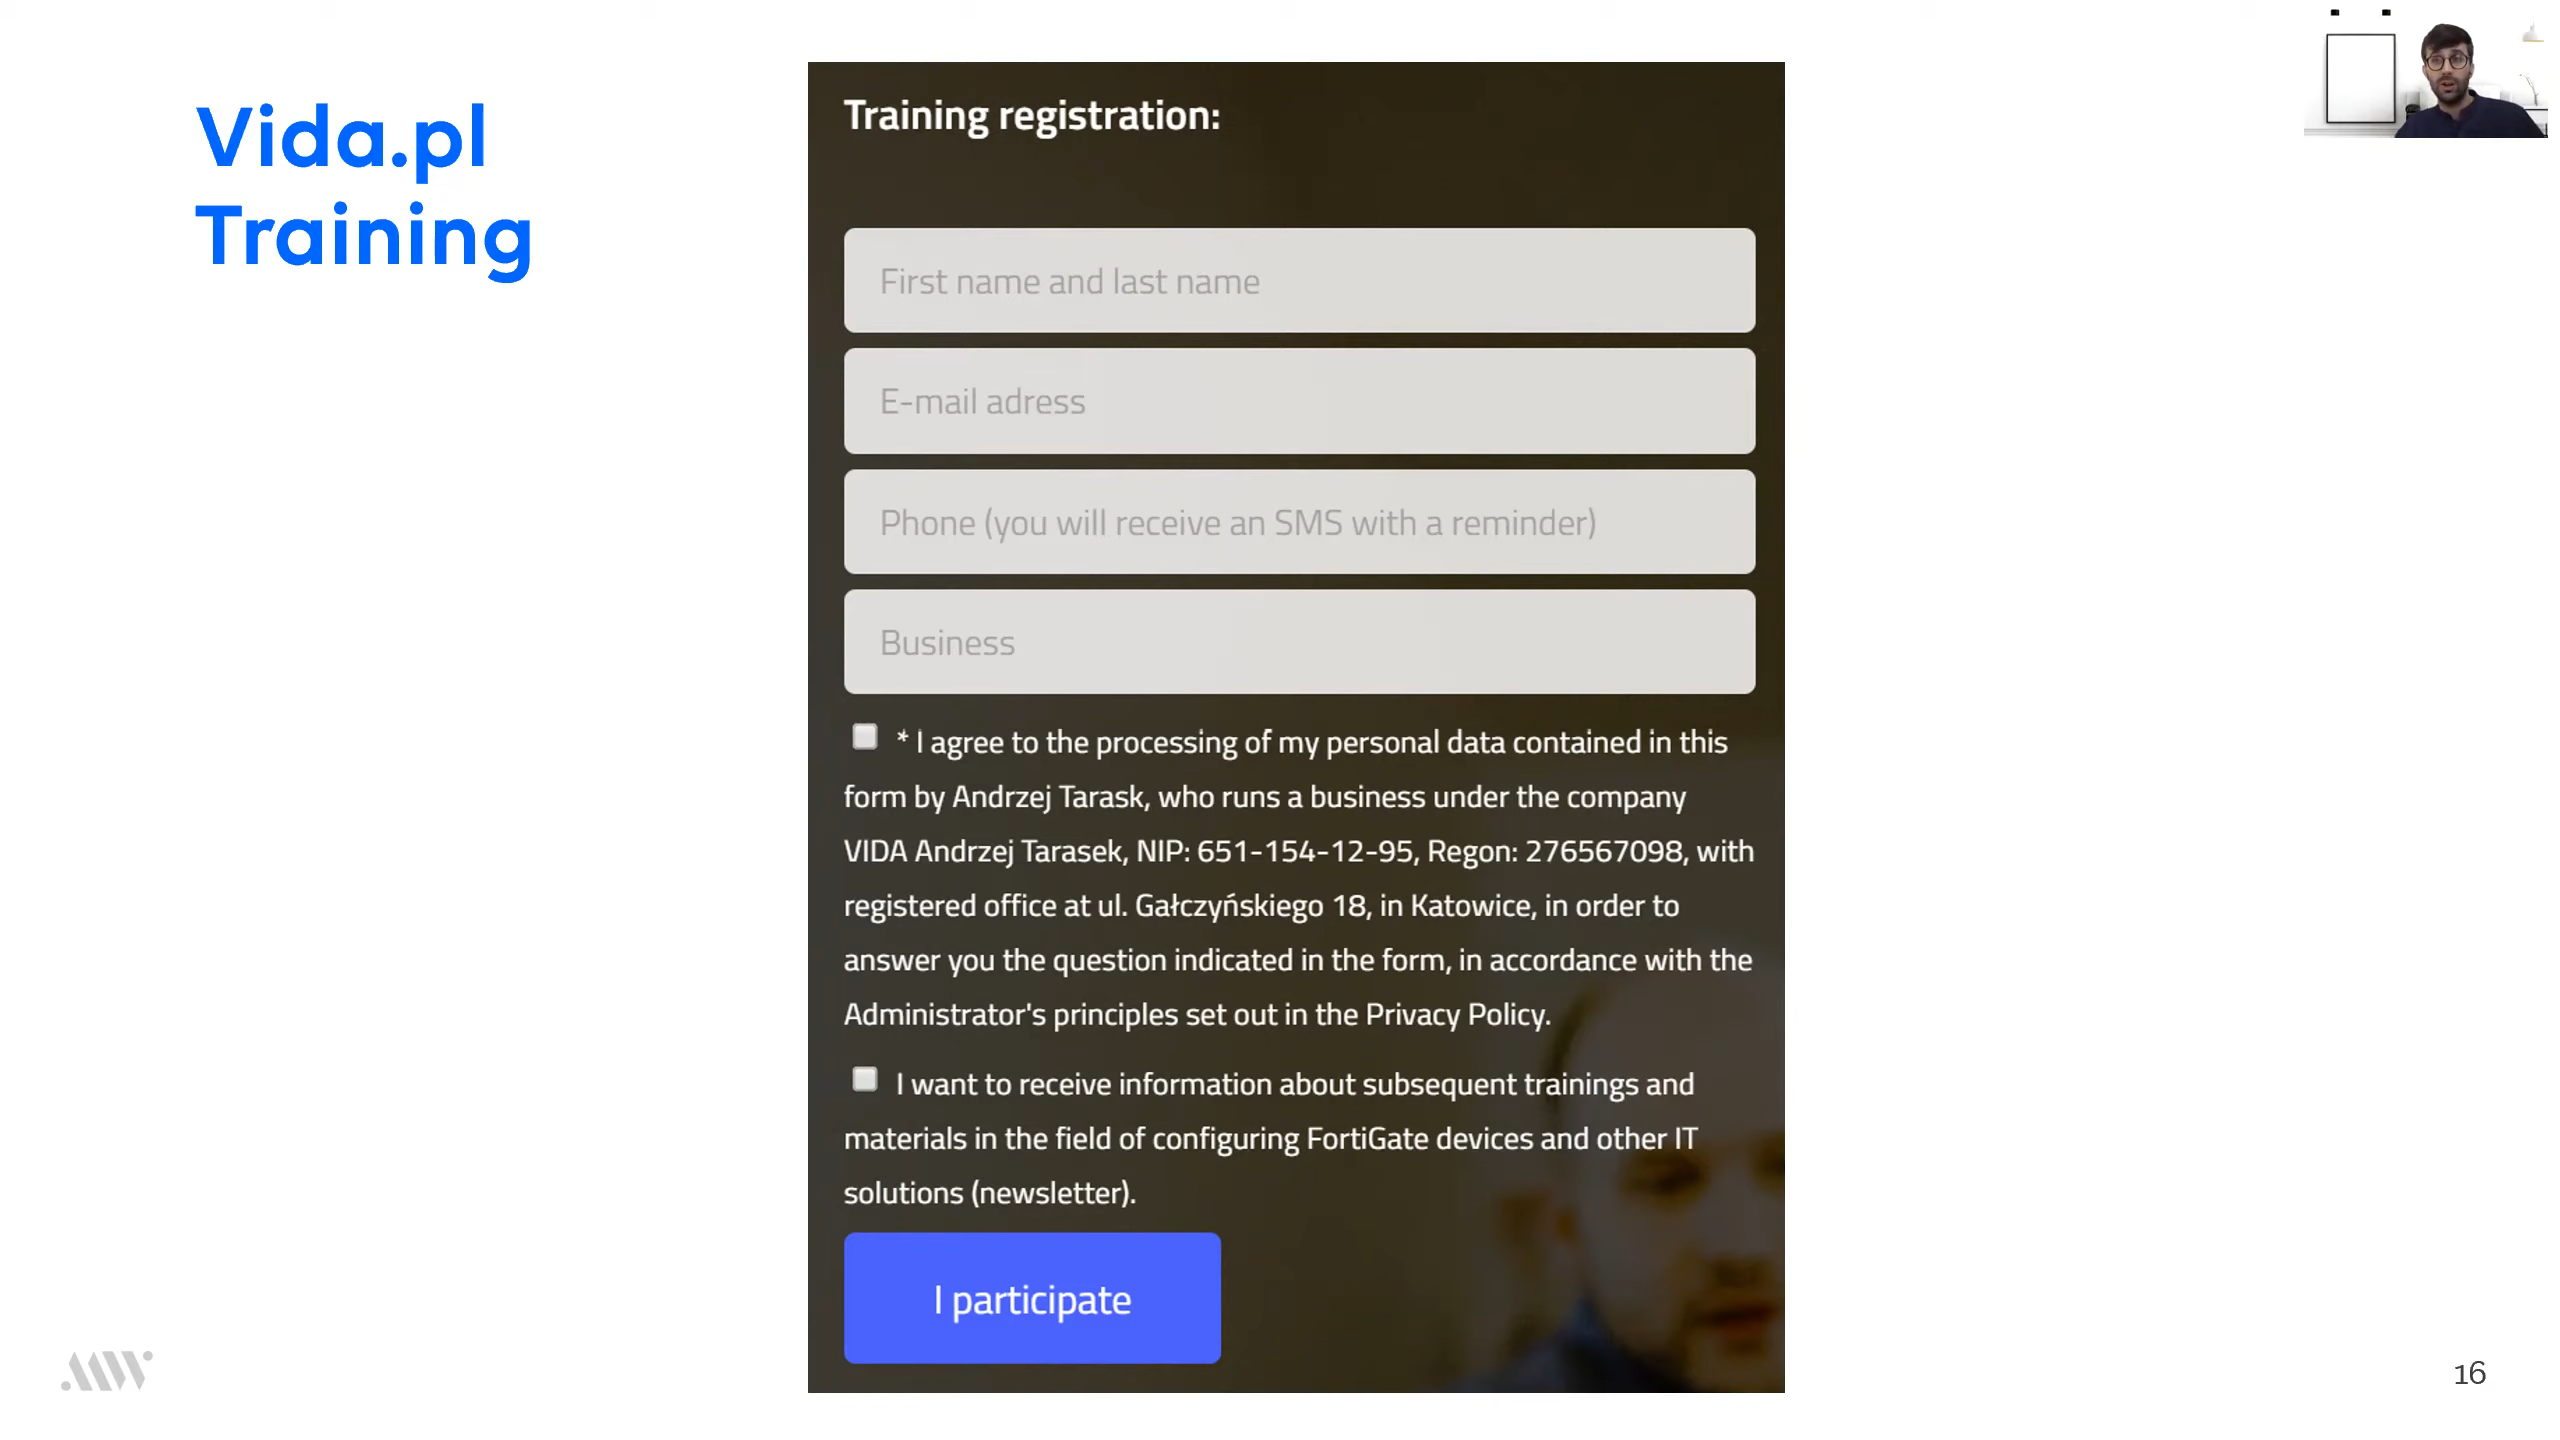 Vida.pl
Training
Training registration:
First name and last name
E-mail adress
Phone (you will receive an SMS with a reminder)
Business
* I agree to the processing of my personal data contained in this
form by Andrzej Tarask, who runs a business under the company
VIDA Andrzej Tarasek, NIP: 651-154-12-95, Regon: 276567098, with
registered office at ul. Gałczyńskiego 18, in Katowice, in order to
answer you the question indicated in the form, in accordance with the
Administrator's principles set out in the Privacy Policy.
I want to receive information about subsequent trainings and
materials in the field of configuring FortiGate devices and other IT
solutions (newsletter).
I participate
16